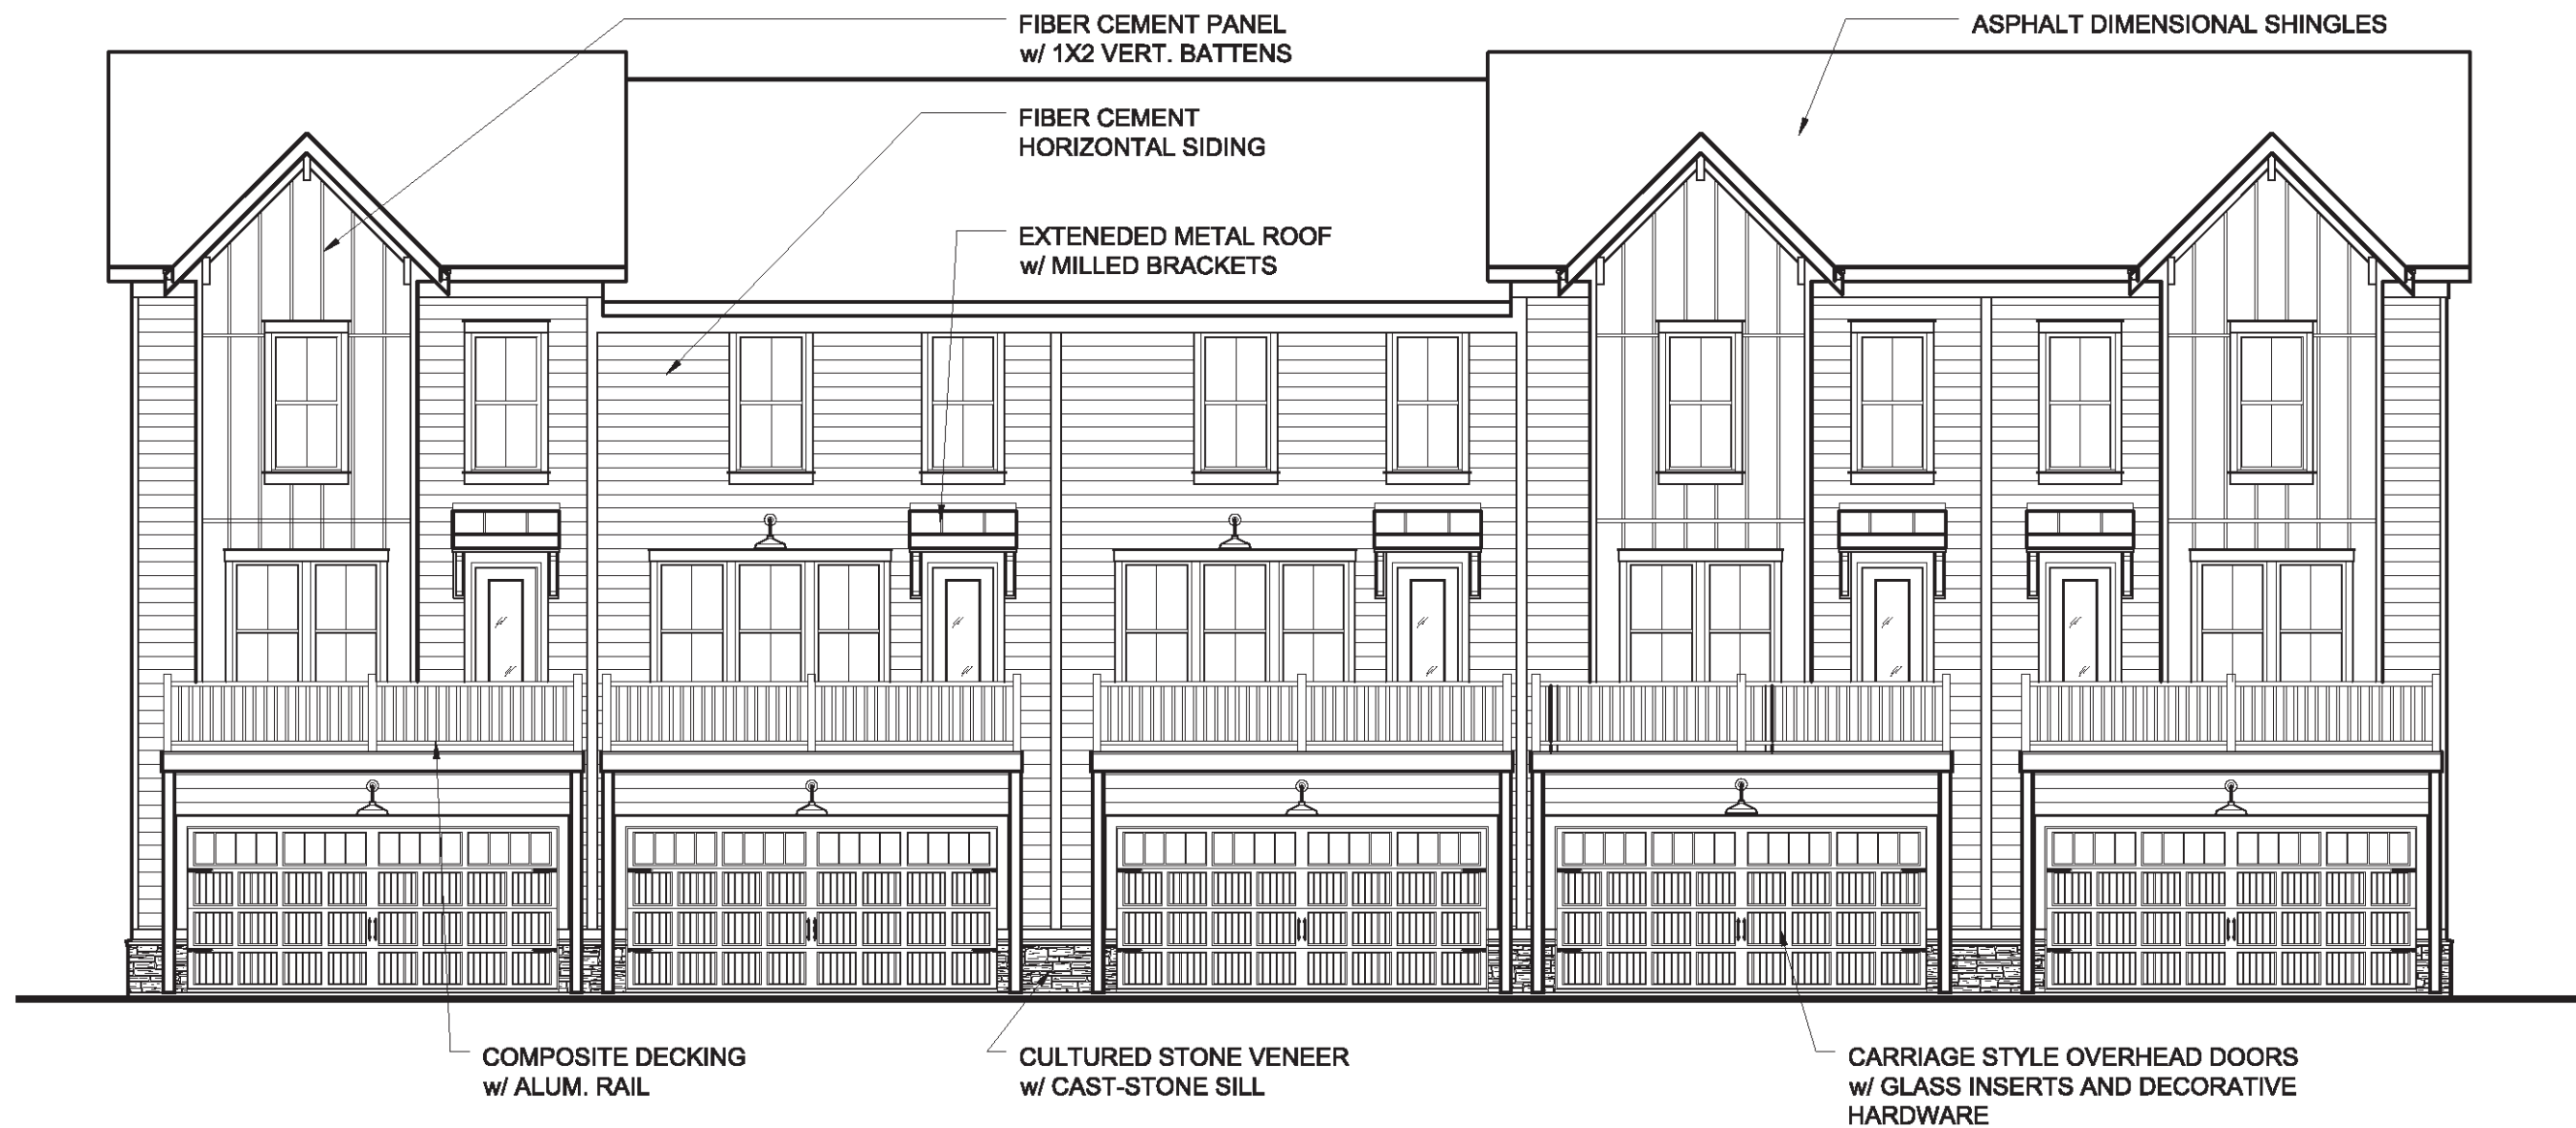 FIBER CEMENT PANEL
w/ 1X2 VERT. BATTENS
ASPHALT DIMENSIONAL SHINGLES
FIBER CEMENT
HORIZONTAL SIDING
EXTENEDED METAL ROOF
w/ MILLED BRACKETS
COMPOSITE DECKING
w/ ALUM. RAIL
CULTURED STONE VENEER
w/ CAST-STONE SILL
CARRIAGE STYLE OVERHEAD DOORS
w/ GLASS INSERTS AND DECORATIVE
HARDWARE